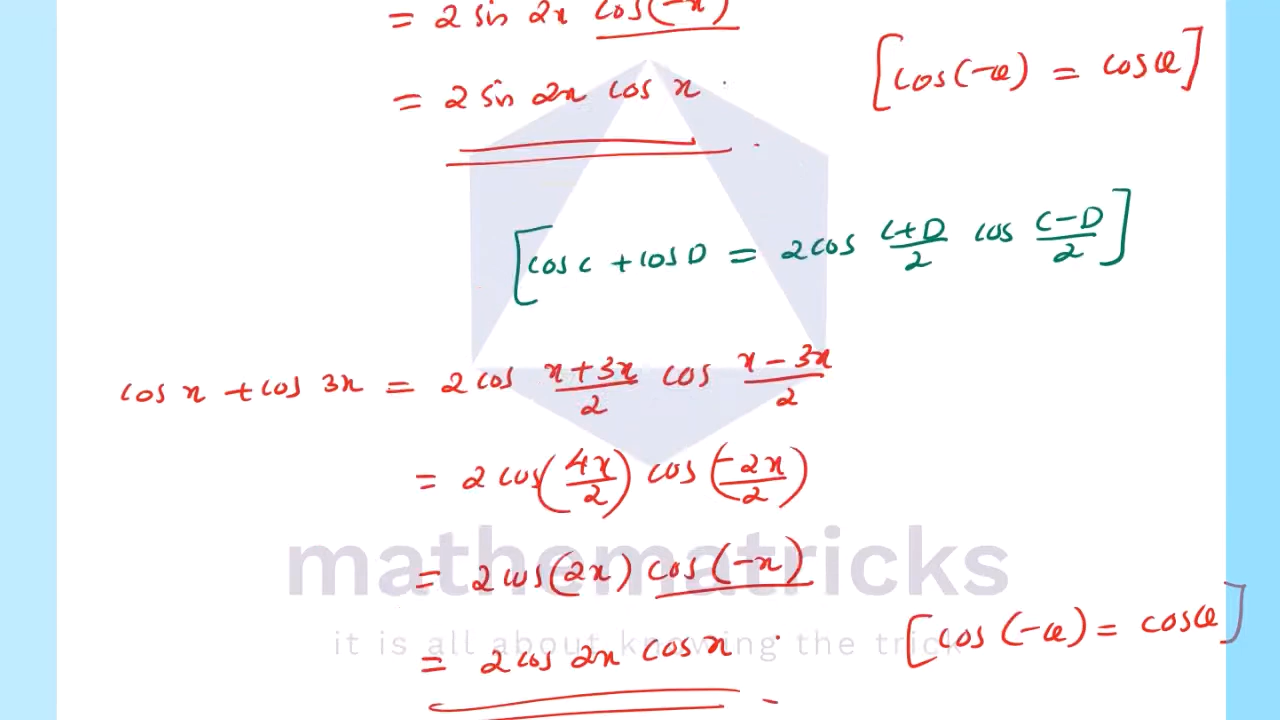 = 2 sin 2x cos(-x)
[cos(-θ) = cosθ]
= 2 sin 2x cos x
[cos C + cos D = 2 cos (C+D)/2 cos (C-D)/2]
cos x + cos 3x = 2 cos (x+3x)/2 cos (x-3x)/2
= 2 cos(4x/2) cos(-2x/2)
mathematricks
= 2 cos(2x) cos(-x)
[cos(-θ) = cosθ]
it is all about knowing the trick
= 2 cos 2x cos x.